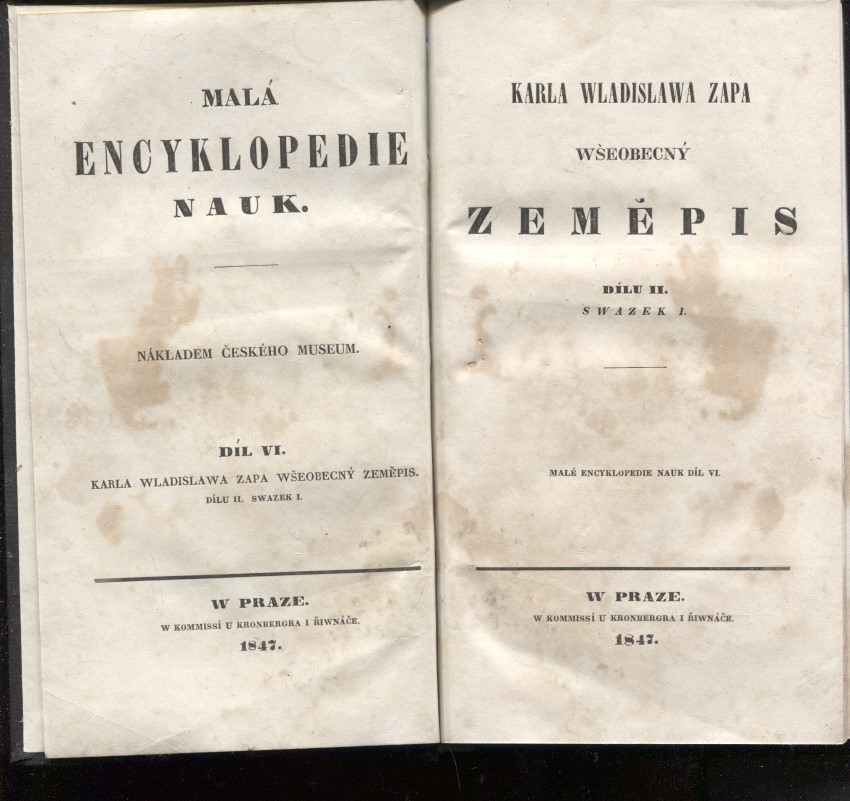 MALÁ
ENCYKLOPEDIE
NAUK.
NÁKLADEM ČESKÉHO MUSEUM.
DÍL VI.
KARLA WLADISLAWA ZAPA WŠEOBECNÝ ZEMĚPIS.
DÍLU II. SWAZEK I.
W PRAZE.
W KOMMISSÍ U KRONBERGRA I ŘIWNÁČE.
1847.
KARLA WLADISLAWA ZAPA
WŠEOBECNÝ
ZEMĚPIS
DÍLU II.
SWAZEK I.
MALÉ ENCYKLOPEDIE NAUK DÍL VI.
W PRAZE.
W KOMMISSÍ U KRONBERGRA I ŘIWNÁČE.
1847.